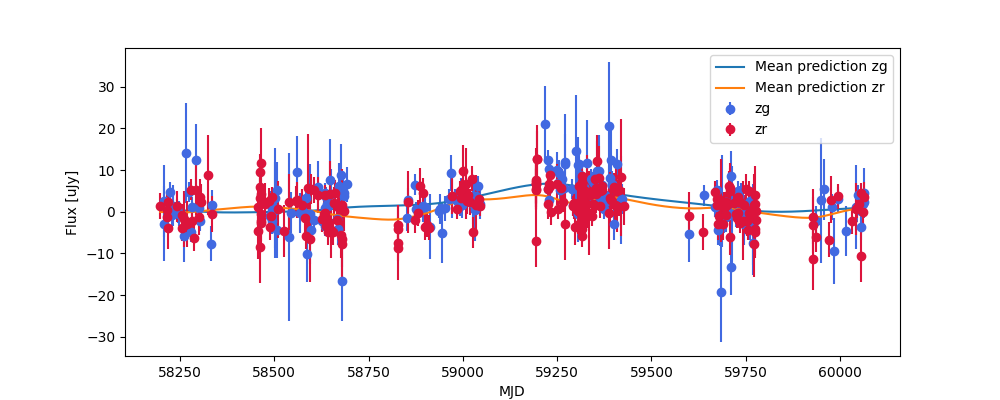 Mean prediction zg
Mean prediction zr
zg
zr
30
20
10
0
−10
−20
−30
Flux [uJy]
58250
58500
58750
59000
59250
59500
59750
60000
MJD